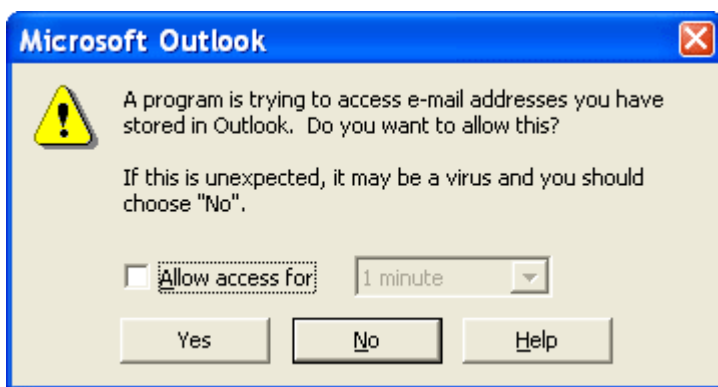 Microsoft Outlook
A program is trying to access e-mail addresses you have
stored in Outlook. Do you want to allow this?
If this is unexpected, it may be a virus and you should
choose "No".
Allow access for 1 minute
Yes No Help